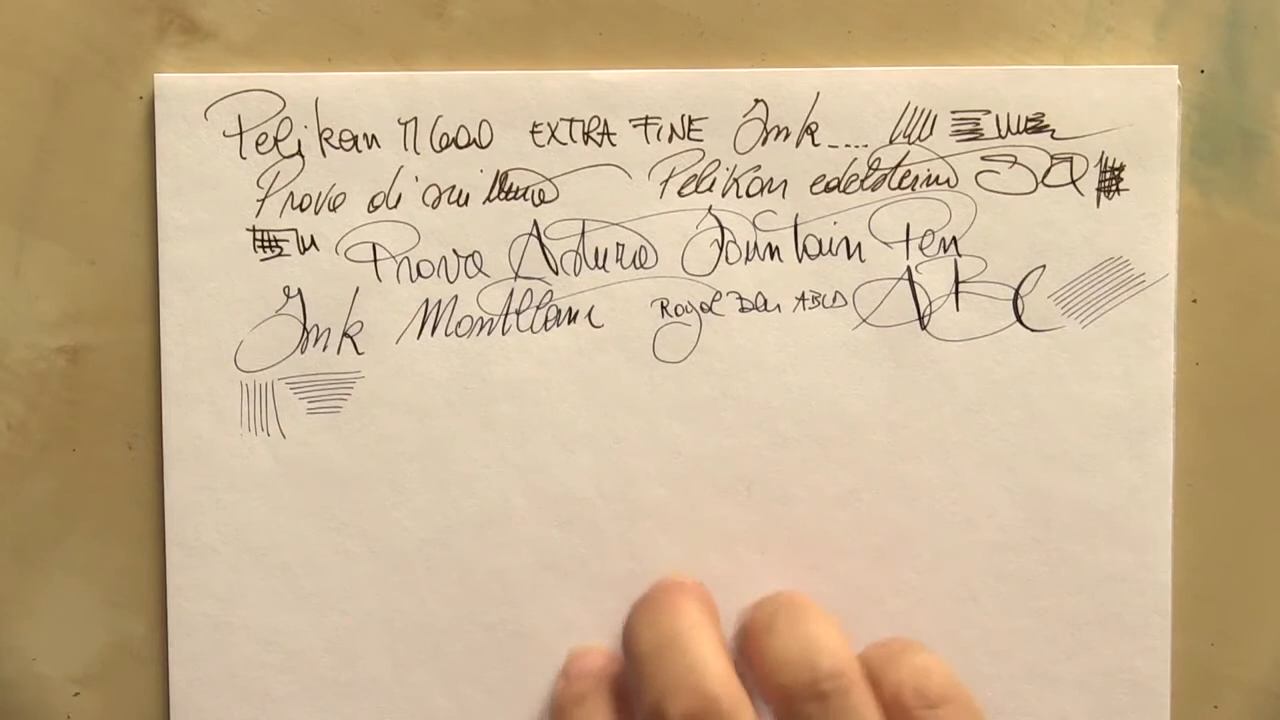 Pelikan M600 EXTRA FINE Ink....
Prova di scrittura Pelikan edelstein
Prova Arturo Fountain Pen
Ink Montblanc Royal Blu ABCD ABC